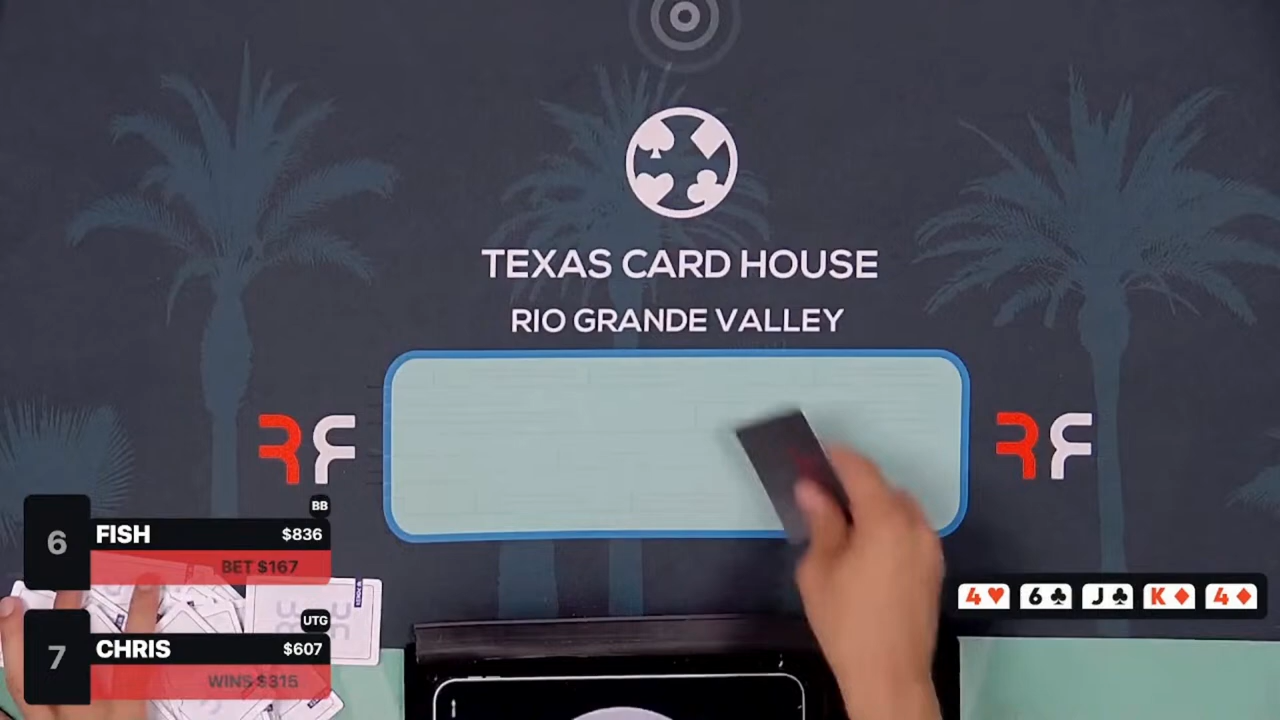 TEXAS CARD HOUSE
RIO GRANDE VALLEY
RF
RF
BB
6
FISH
$836
BET $167
UTG
7
CHRIS
$607
WINS $315
4♥ 6♣ J♣ K♦ 4♦